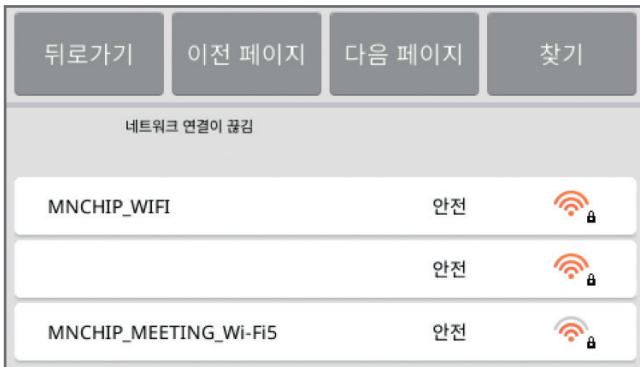 뒤로가기 이전 페이지 다음 페이지 찾기
네트워크 연결이 끊김
MNCHIP_WIFI 안전
안전
MNCHIP_MEETING_Wi-Fi5 안전